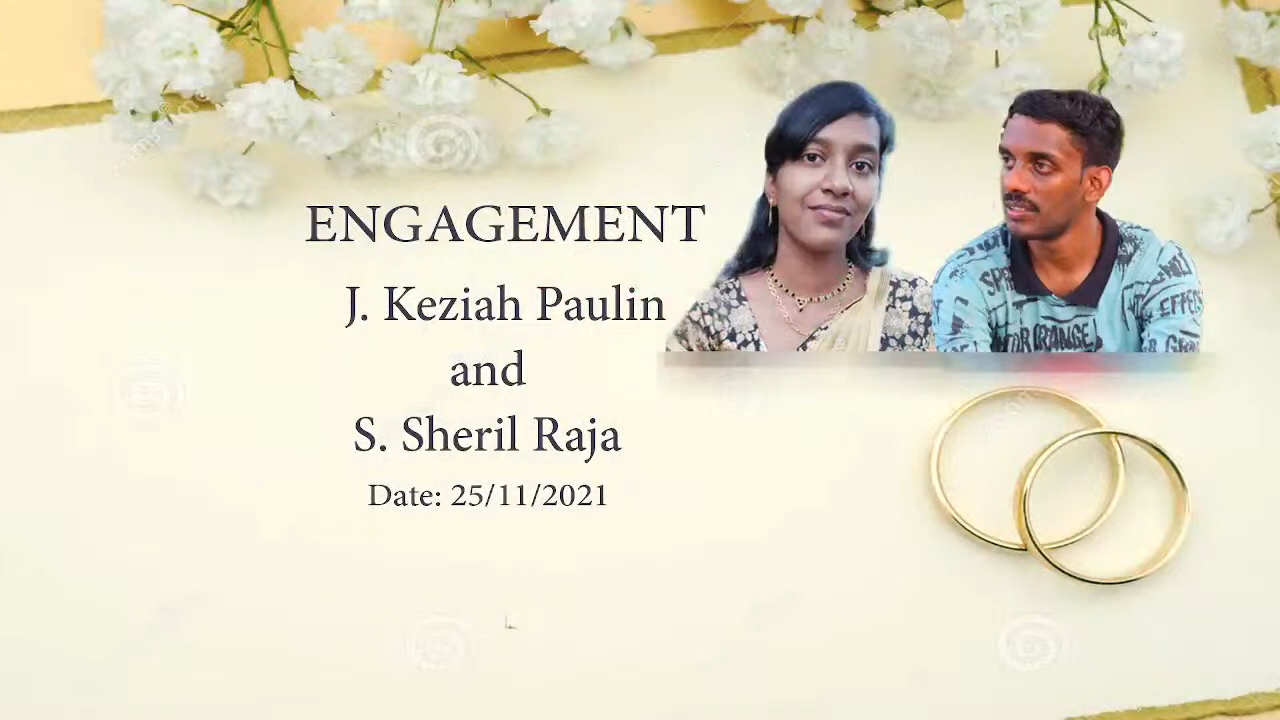 ENGAGEMENT
J. Keziah Paulin
and
S. Sheril Raja
Date: 25/11/2021